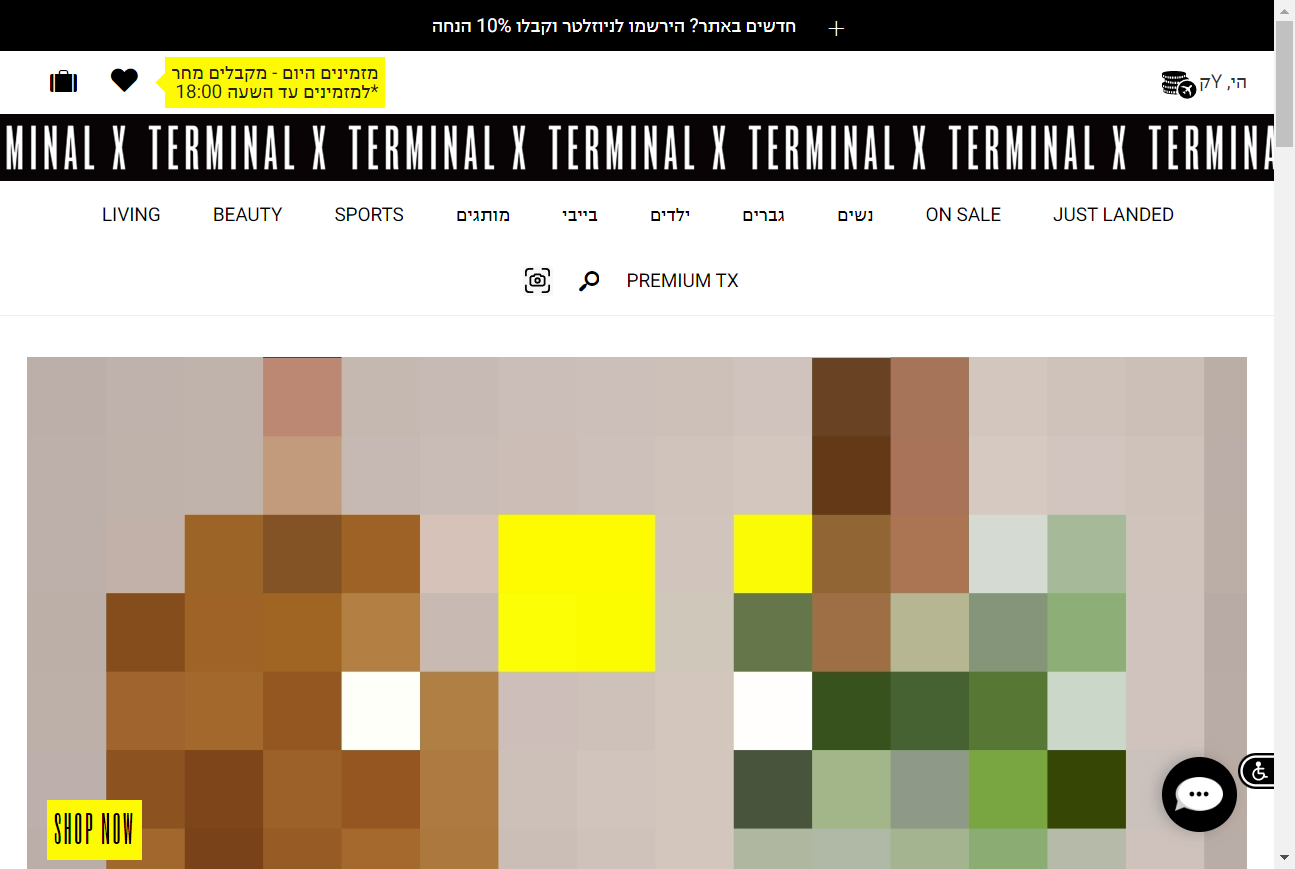 חדשים באתר? הירשמו לניוזלטר וקבלו 10% הנחה +
היי, Yק
מזמינים היום - מקבלים מחר
*למזמינים עד השעה 18:00
MINAL X TERMINAL X TERMINAL X TERMINAL X TERMINAL X TERMINAL X TERMINA
JUST LANDED
ON SALE
נשים
גברים
ילדים
בייבי
מותגים
SPORTS
BEAUTY
LIVING
PREMIUM TX
SHOP NOW